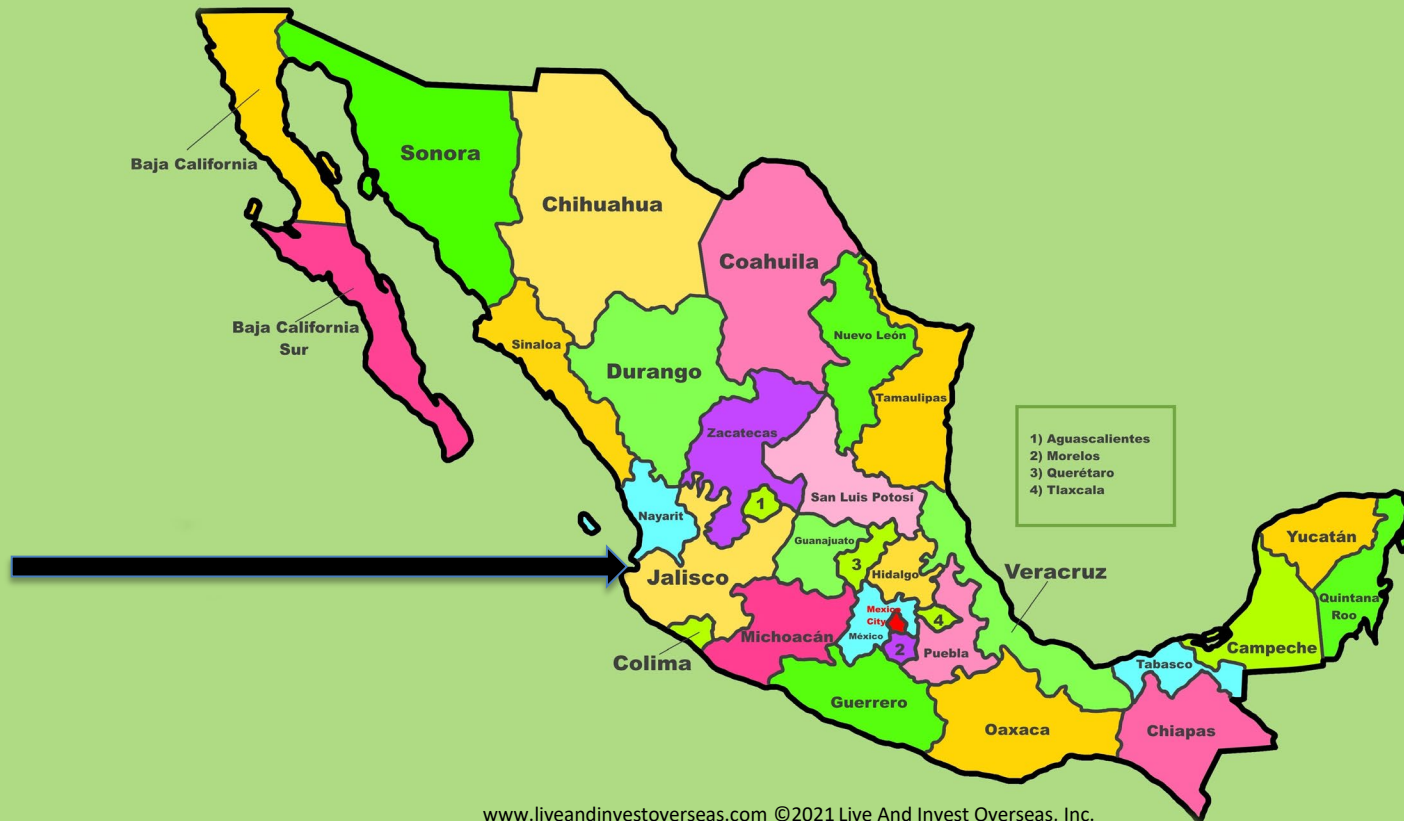 Baja California
Sonora
Chihuahua
Coahuila
Baja California
Sur
Sinaloa
Nuevo León
Durango
Tamaulipas
Zacatecas
1) Aguascalientes
2) Morelos
3) Querétaro
4) Tlaxcala
San Luis Potosí
1
Nayarit
Guanajuato
Yucatán
3
Hidalgo
Veracruz
Jalisco
Quintana
Roo
Mexico
City
4
México
Michoacán
2
Puebla
Campeche
Colima
Tabasco
Guerrero
Oaxaca
Chiapas
www.liveandinvestoverseas.com ©2021 Live And Invest Overseas, Inc.